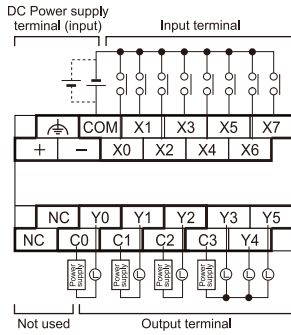 DC Power supply
terminal (input)
Input terminal
COM X1 X3 X5 X7
+ − X0 X2 X4 X6
NC Y0 Y1 Y2 Y3 Y5
NC C0 C1 C2 C3 Y4
Power supply L Power supply L Power supply L Power supply L L L
Not used
Output terminal